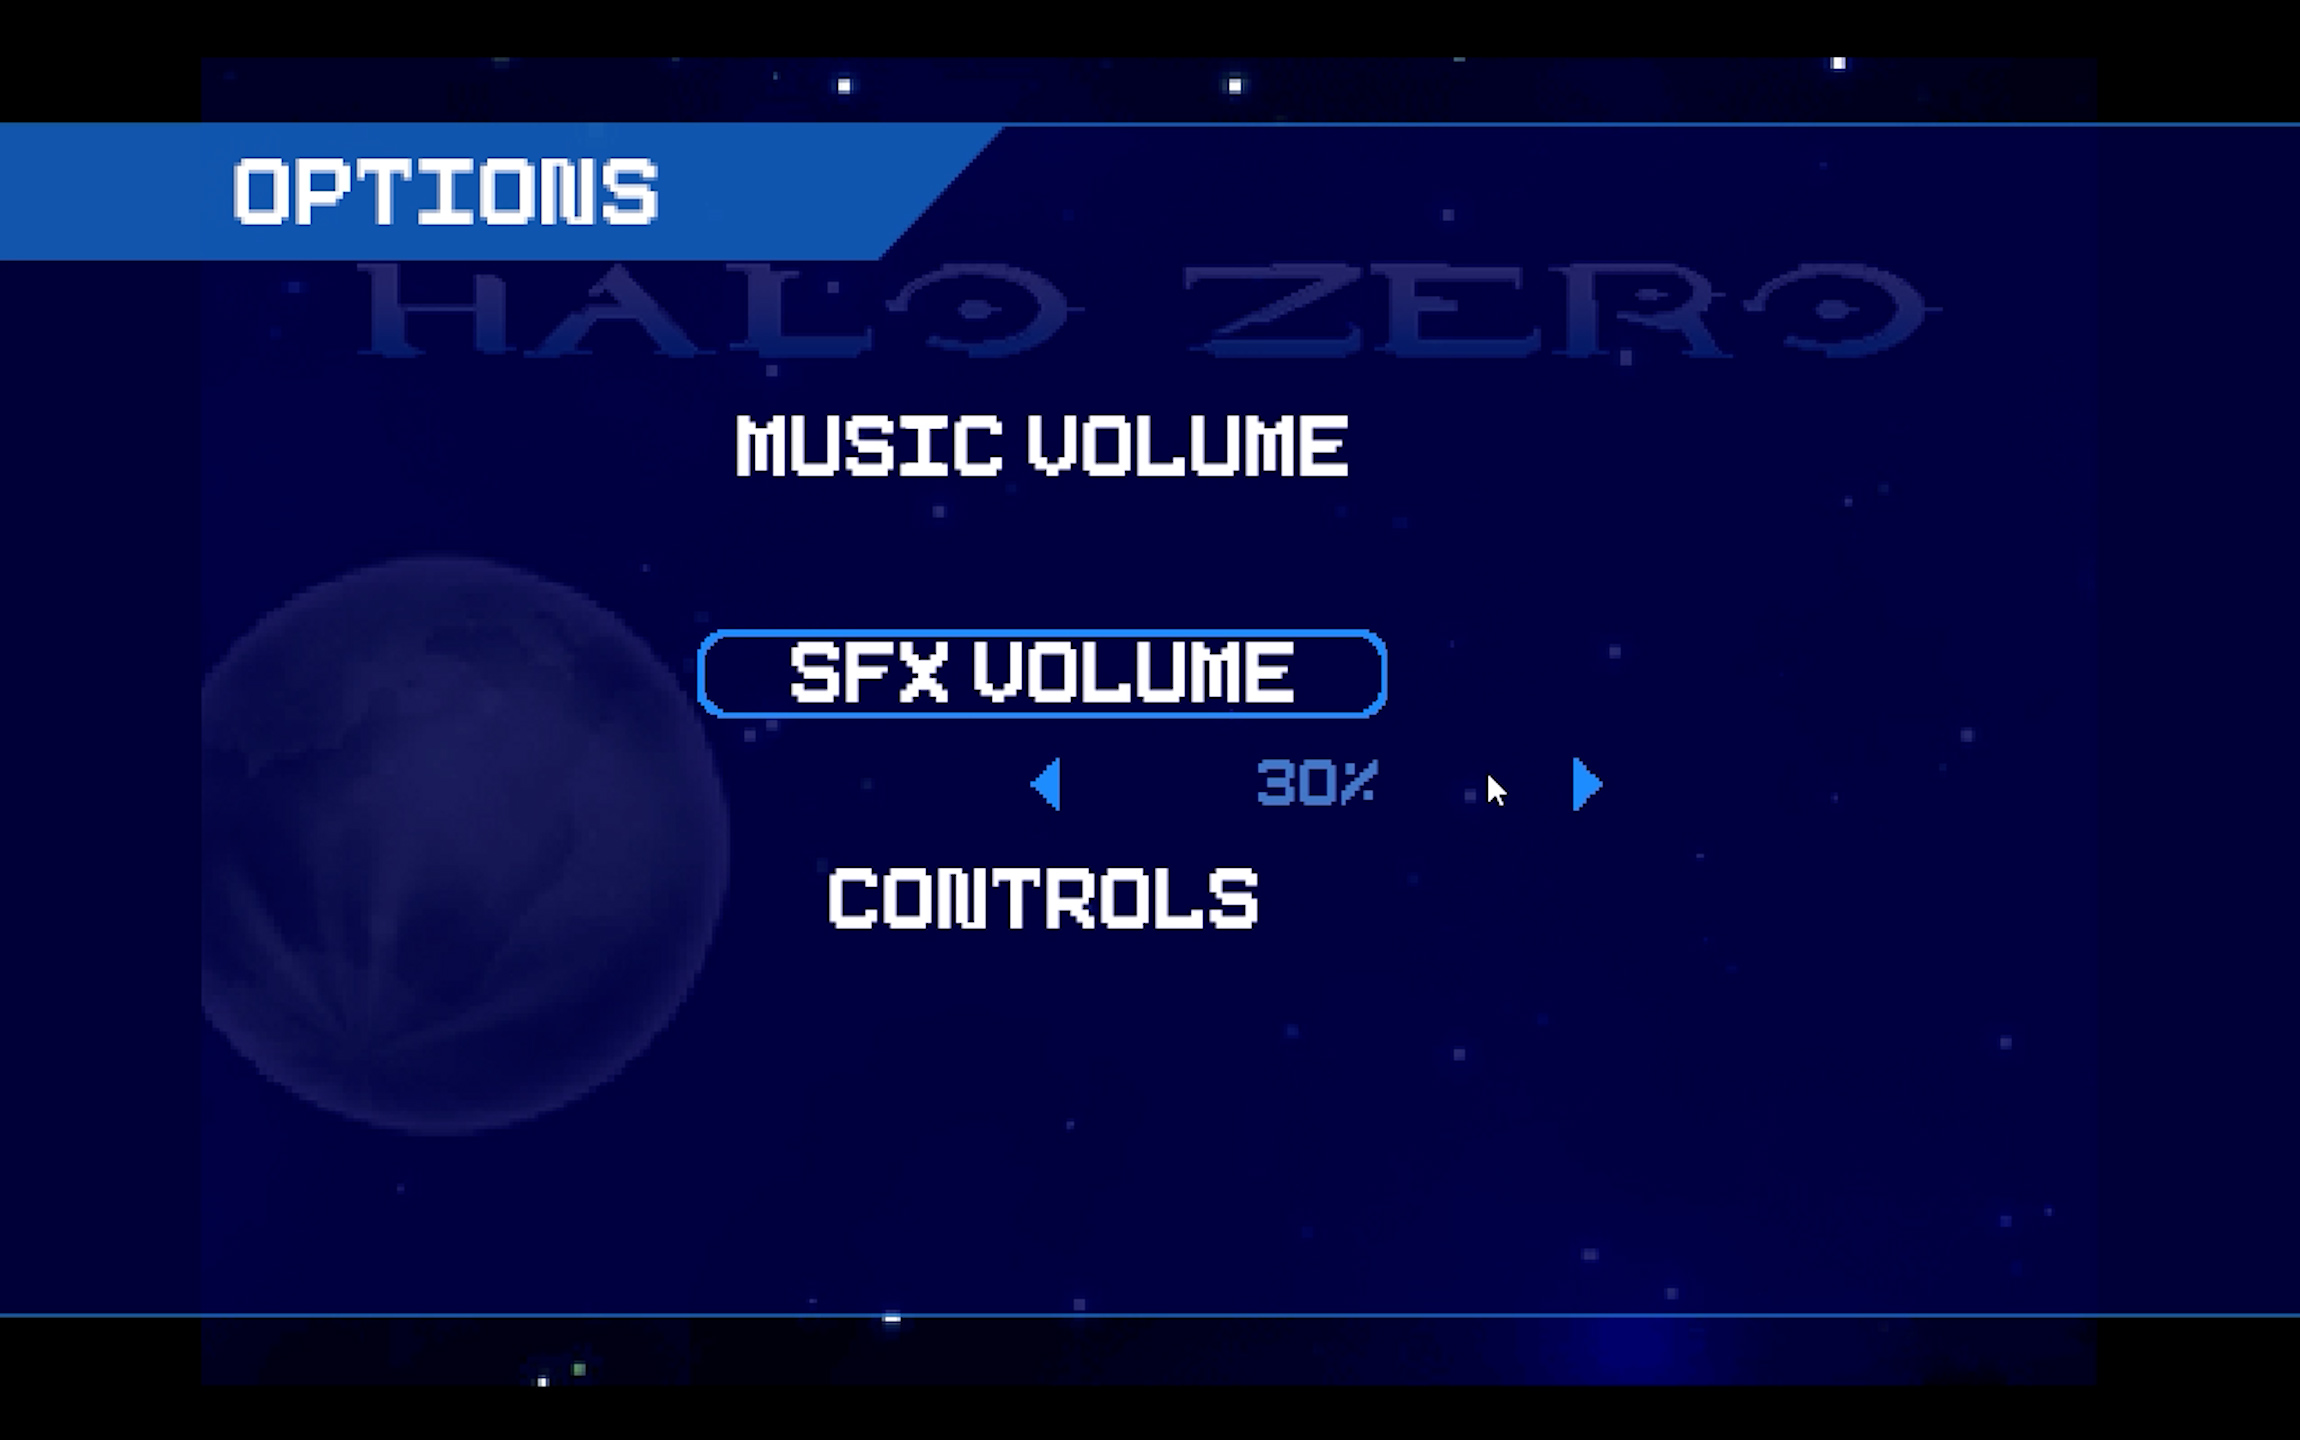 OPTIONS
HALO ZERO
MUSIC VOLUME
SFX VOLUME
30%
CONTROLS